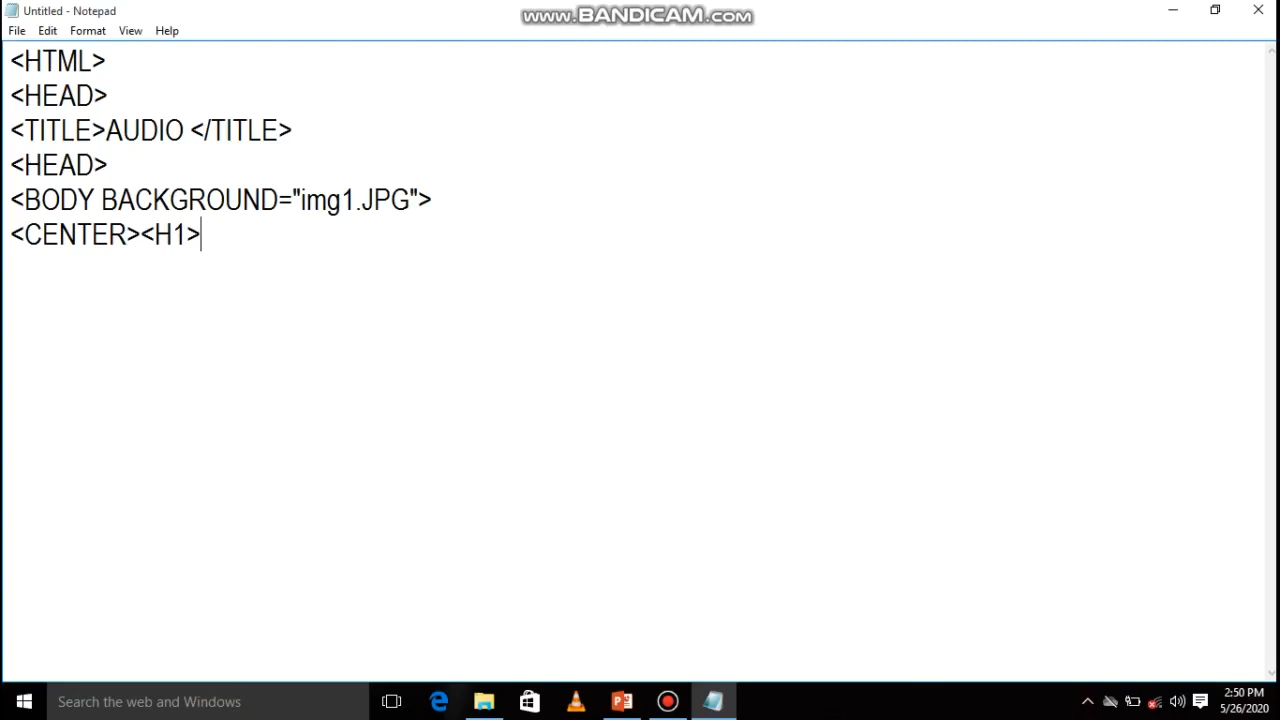 Untitled - Notepad
www.BANDICAM.com
File Edit Format View Help
<HTML>
<HEAD>
<TITLE>AUDIO </TITLE>
<HEAD>
<BODY BACKGROUND="img1.JPG">
<CENTER><H1>
Search the web and Windows
2:50 PM
5/26/2020